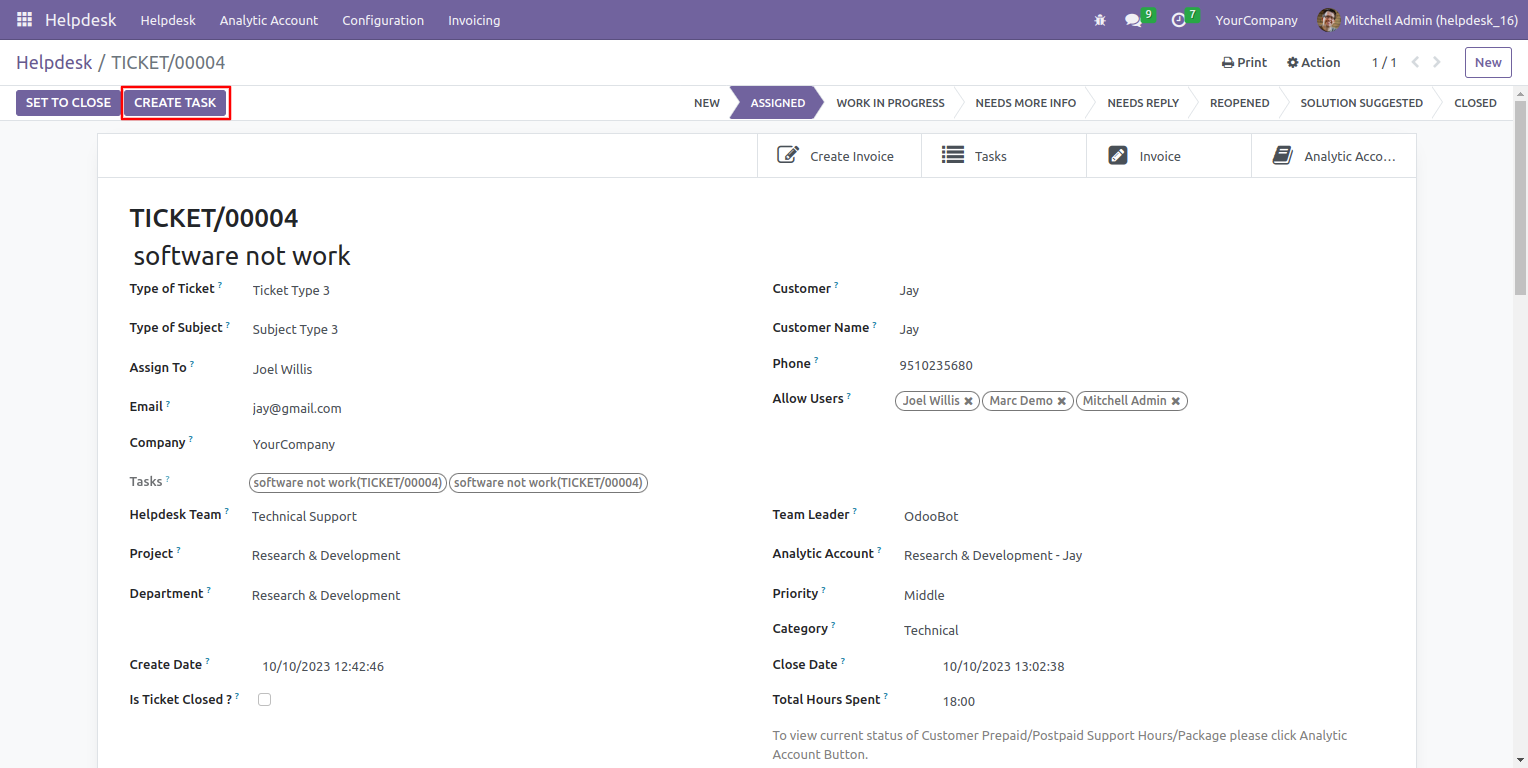 Helpdesk Helpdesk Analytic Account Configuration Invoicing 9 7 YourCompany Mitchell Admin (helpdesk_16)
Helpdesk / TICKET/00004 Print Action 1 / 1 New
SET TO CLOSE CREATE TASK NEW ASSIGNED WORK IN PROGRESS NEEDS MORE INFO NEEDS REPLY REOPENED SOLUTION SUGGESTED CLOSED
Create Invoice Tasks Invoice Analytic Acco...
TICKET/00004
software not work
Type of Ticket ? Ticket Type 3 Customer ? Jay
Type of Subject ? Subject Type 3 Customer Name ? Jay
Assign To ? Joel Willis Phone ? 9510235680
Email ? jay@gmail.com Allow Users ? Joel Willis Marc Demo Mitchell Admin
Company ? YourCompany
Tasks ? software not work(TICKET/00004) software not work(TICKET/00004)
Helpdesk Team ? Technical Support Team Leader ? OdooBot
Project ? Research & Development Analytic Account ? Research & Development - Jay
Department ? Research & Development Priority ? Middle
Category ? Technical
Create Date ? 10/10/2023 12:42:46 Close Date ? 10/10/2023 13:02:38
Is Ticket Closed ? ? Total Hours Spent ? 18:00
To view current status of Customer Prepaid/Postpaid Support Hours/Package please click Analytic
Account Button.